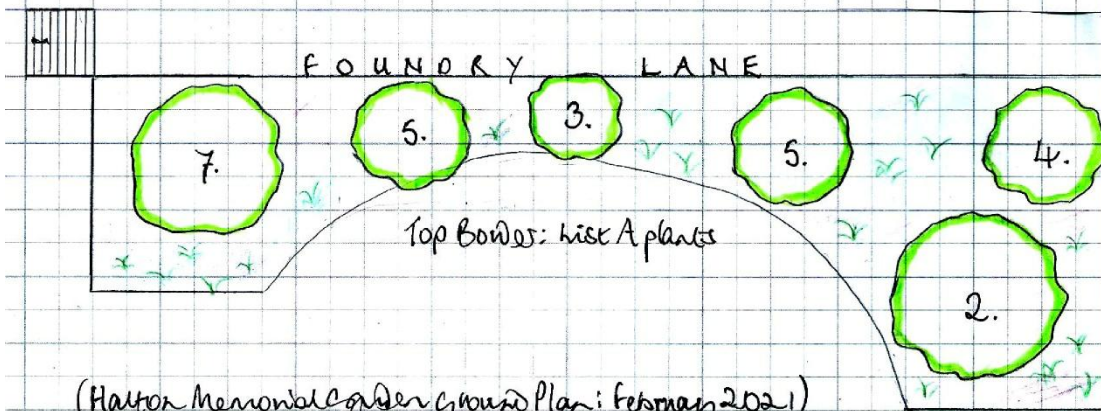 FOUNDRY LANE
7.
5.
3.
5.
4.
2.
Top Border: List A plants
(Halton Memorial Garden Ground Plan: February 2021)